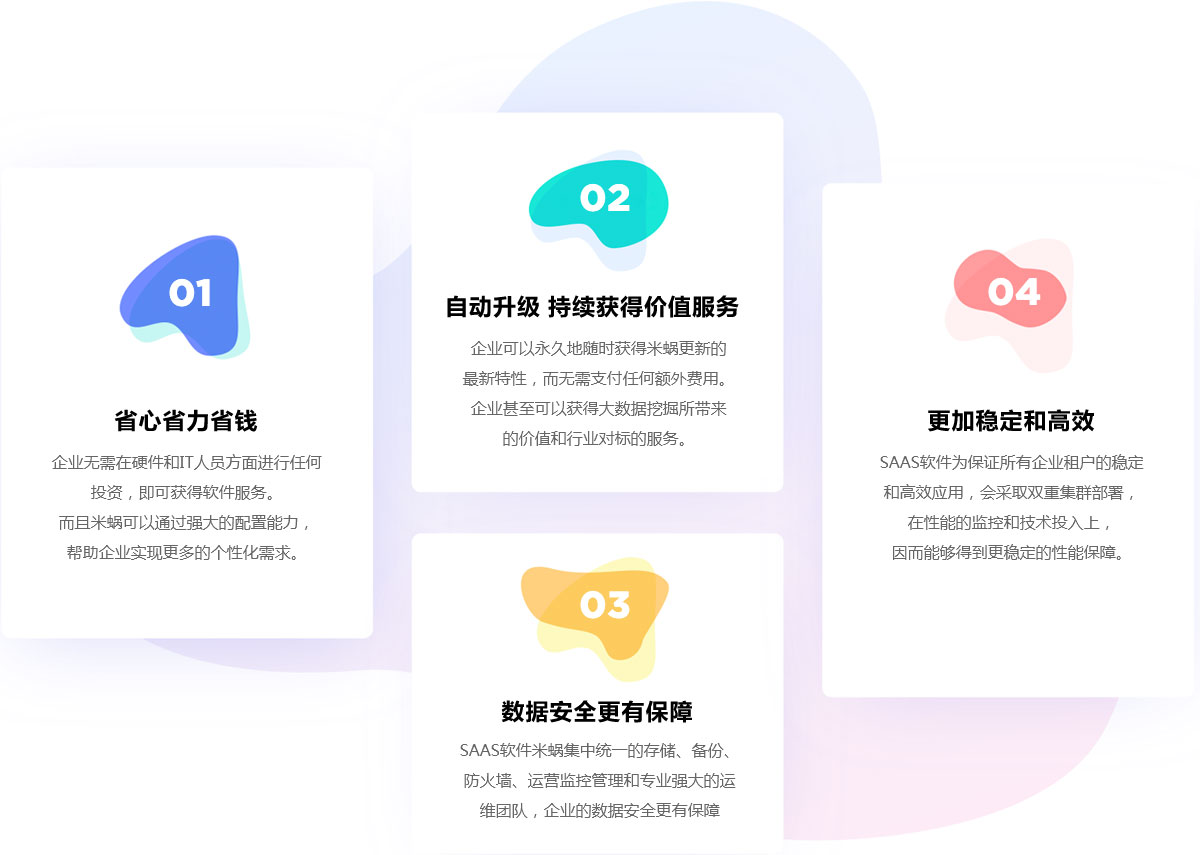 01
省心省力省钱
企业无需在硬件和IT人员方面进行任何
投资，即可获得软件服务。
而且米蜗可以通过强大的配置能力，
帮助企业实现更多的个性化需求。
02
自动升级 持续获得价值服务
企业可以永久地随时获得米蜗更新的
最新特性，而无需支付任何额外费用。
企业甚至可以获得大数据挖掘所带来
的价值和行业对标的服务。
03
数据安全更有保障
SAAS软件米蜗集中统一的存储、备份、
防火墙、运营监控管理和专业强大的运
维团队，企业的数据安全更有保障
04
更加稳定和高效
SAAS软件为保证所有企业租户的稳定
和高效应用，会采取双重集群部署，
在性能的监控和技术投入上，
因而能够得到更稳定的性能保障。